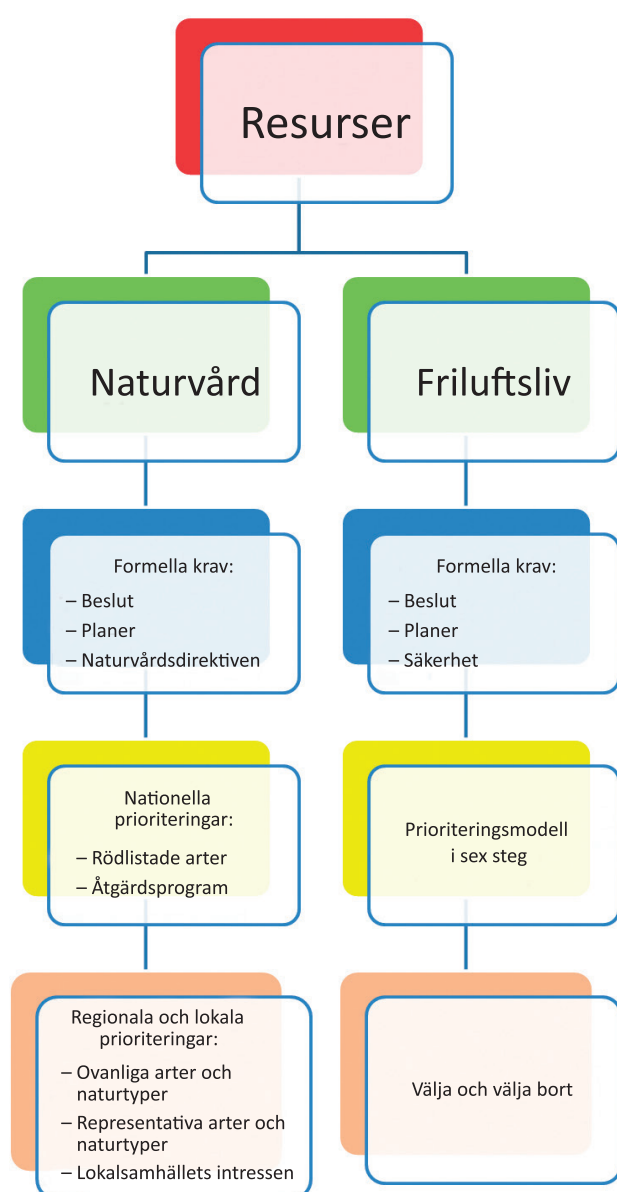 Resurser
Naturvård
Friluftsliv
Formella krav:
– Beslut
– Planer
– Naturvårdsdirektiven
Formella krav:
– Beslut
– Planer
– Säkerhet
Nationella
prioriteringar:
– Rödlistade arter
– Åtgärdsprogram
Prioriteringsmodell
i sex steg
Regionala och lokala
prioriteringar:
– Ovanliga arter och
naturtyper
– Representativa arter och
naturtyper
– Lokalsamhällets intressen
Välja och välja bort